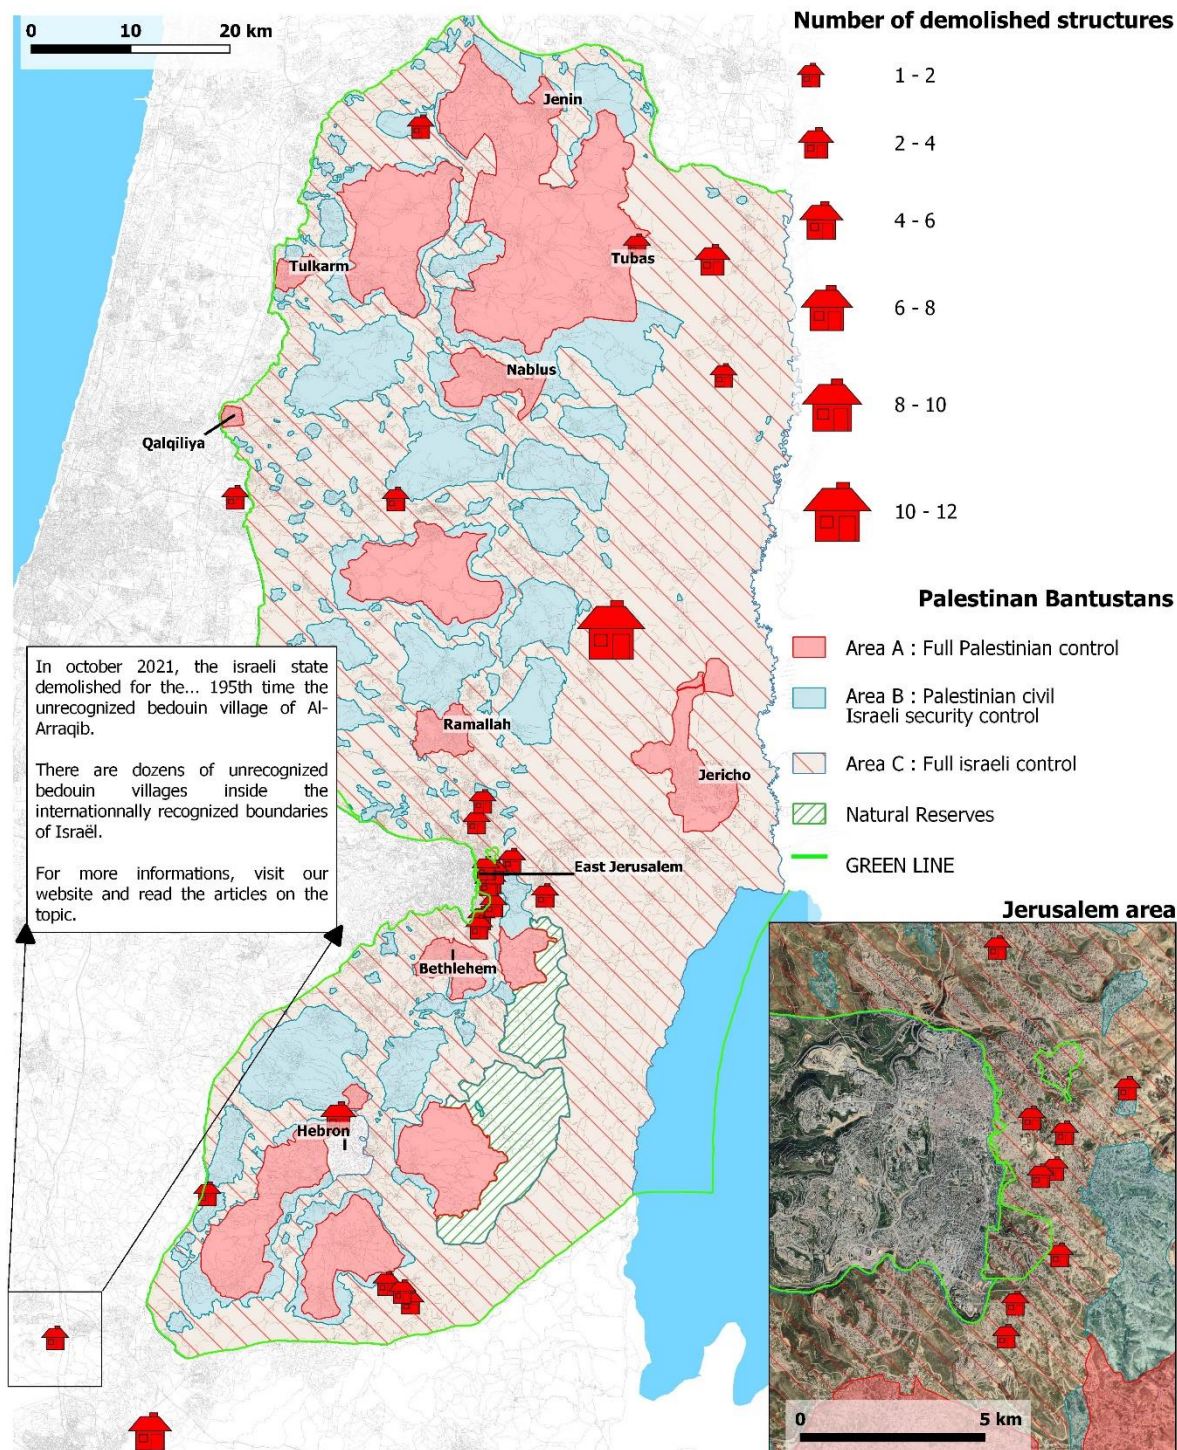 0 10 20 km
Number of demolished structures
1 - 2
2 - 4
4 - 6
6 - 8
8 - 10
10 - 12
Palestinan Bantustans
Area A : Full Palestinian control
Area B : Palestinian civil
Israeli security control
Area C : Full israeli control
Natural Reserves
GREEN LINE
Jenin
Tulkarm
Tubas
Nablus
Qalqiliya
Ramallah
Jericho
East Jerusalem
Bethlehem
Hebron
In october 2021, the israeli state
demolished for the... 195th time the
unrecognized bedouin village of Al-
Arraqib.
There are dozens of unrecognized
bedouin villages inside the
internationnally recognized boundaries
of Israël.
For more informations, visit our
website and read the articles on the
topic.
Jerusalem area
0 5 km